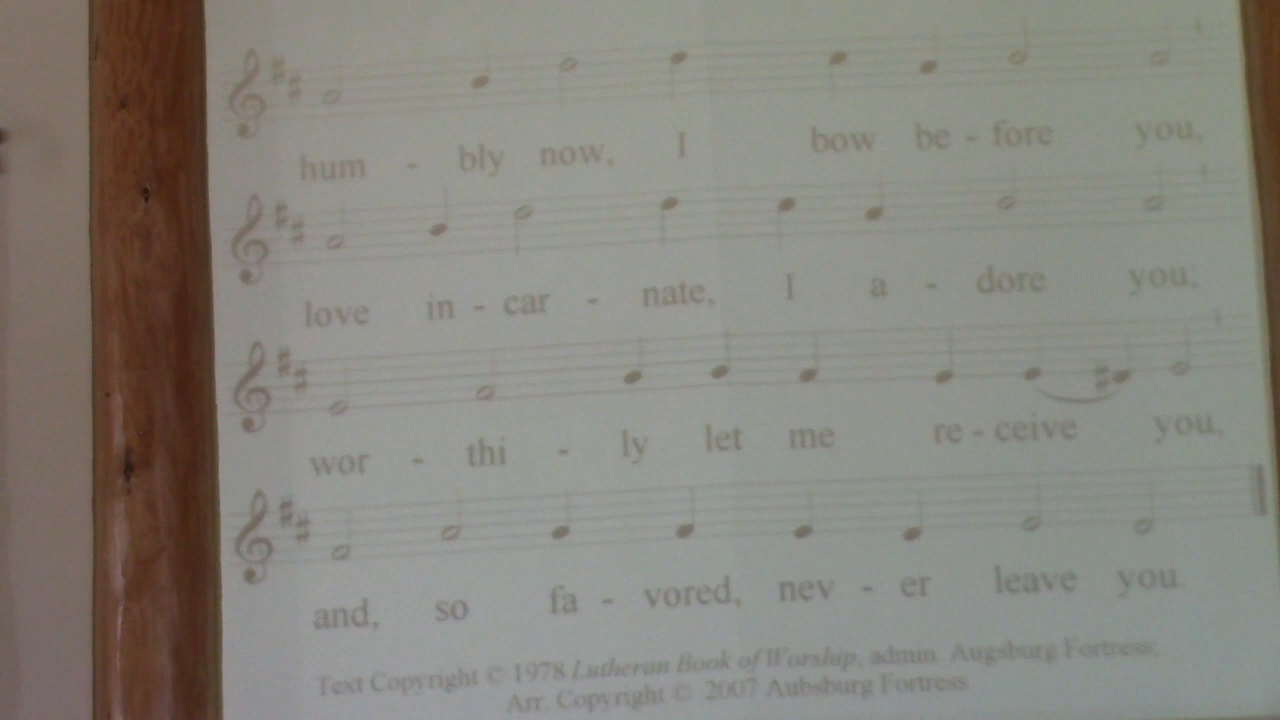 hum - bly now, I bow be - fore you,
love in - car - nate, I a - dore you;
wor - thi - ly let me re - ceive you,
and, so fa - vored, nev - er leave you.
Text Copyright © 1978 Lutheran Book of Worship, admin. Augsburg Fortress;
Arr. Copyright © 2007 Aubsburg Fortress